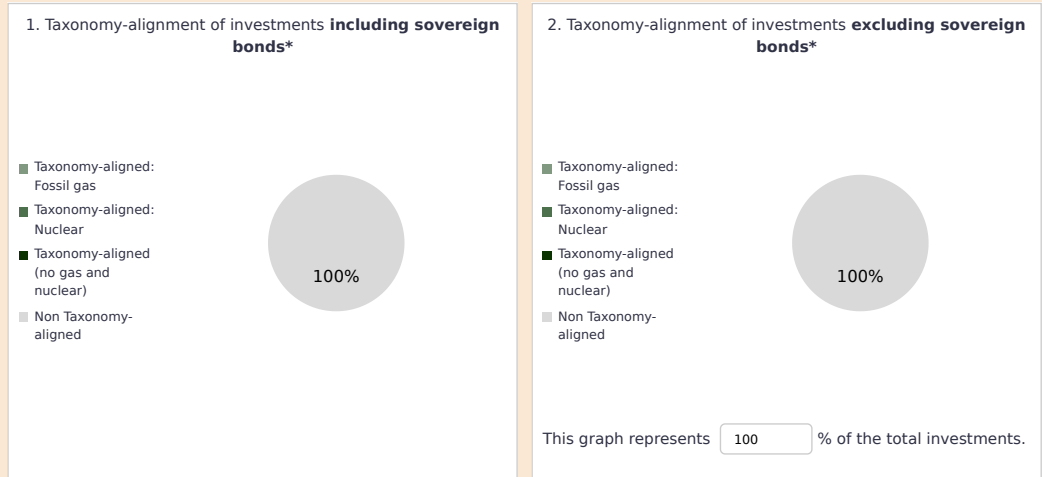 1. Taxonomy-alignment of investments including sovereign
bonds*
Taxonomy-aligned:
Fossil gas
Taxonomy-aligned:
Nuclear
Taxonomy-aligned
(no gas and
nuclear)
Non Taxonomy-
aligned
100%
2. Taxonomy-alignment of investments excluding sovereign
bonds*
Taxonomy-aligned:
Fossil gas
Taxonomy-aligned:
Nuclear
Taxonomy-aligned
(no gas and
nuclear)
Non Taxonomy-
aligned
100%
This graph represents 100 % of the total investments.